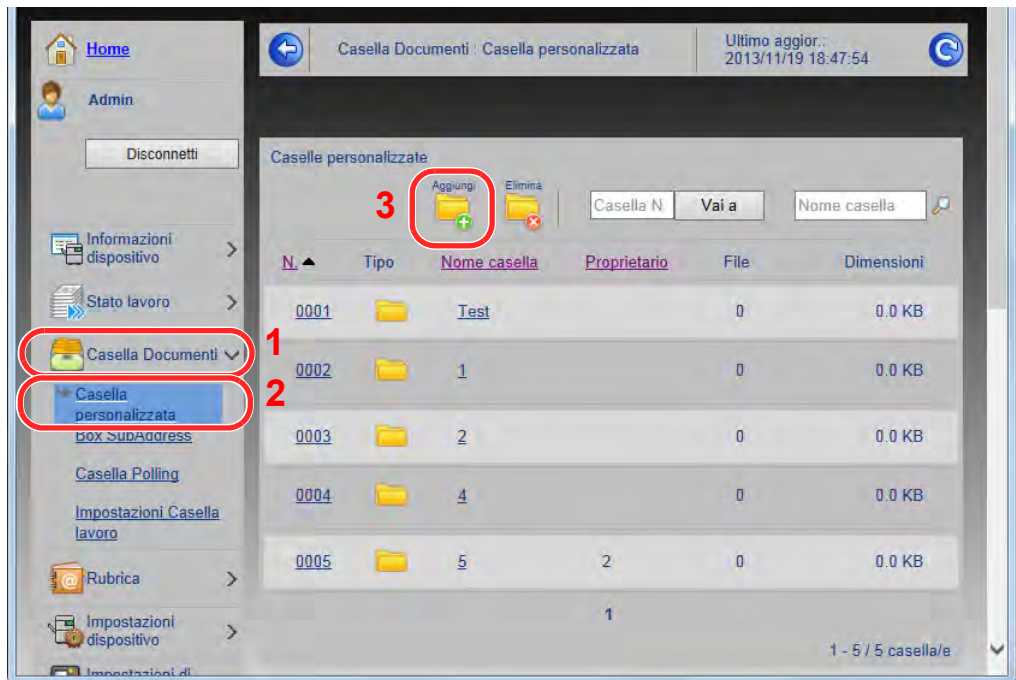 Home
Admin
Disconnetti
Informazioni
dispositivo
Stato lavoro
Casella Documenti
1
Casella
personalizzata
2
Box SubAddress
Casella Polling
Impostazioni Casella
lavoro
Rubrica
Impostazioni
dispositivo
Impostazioni di
Casella Documenti : Casella personalizzata
Ultimo aggior.:
2013/11/19 18:47:54
Caselle personalizzate
3
Aggiungi
Elimina
Casella N
Vai a
Nome casella
N. Tipo Nome casella Proprietario File Dimensioni
0001 Test 0 0.0 KB
0002 1 0 0.0 KB
0003 2 0 0.0 KB
0004 4 0 0.0 KB
0005 5 2 0 0.0 KB
1
1 - 5 / 5 casella/e